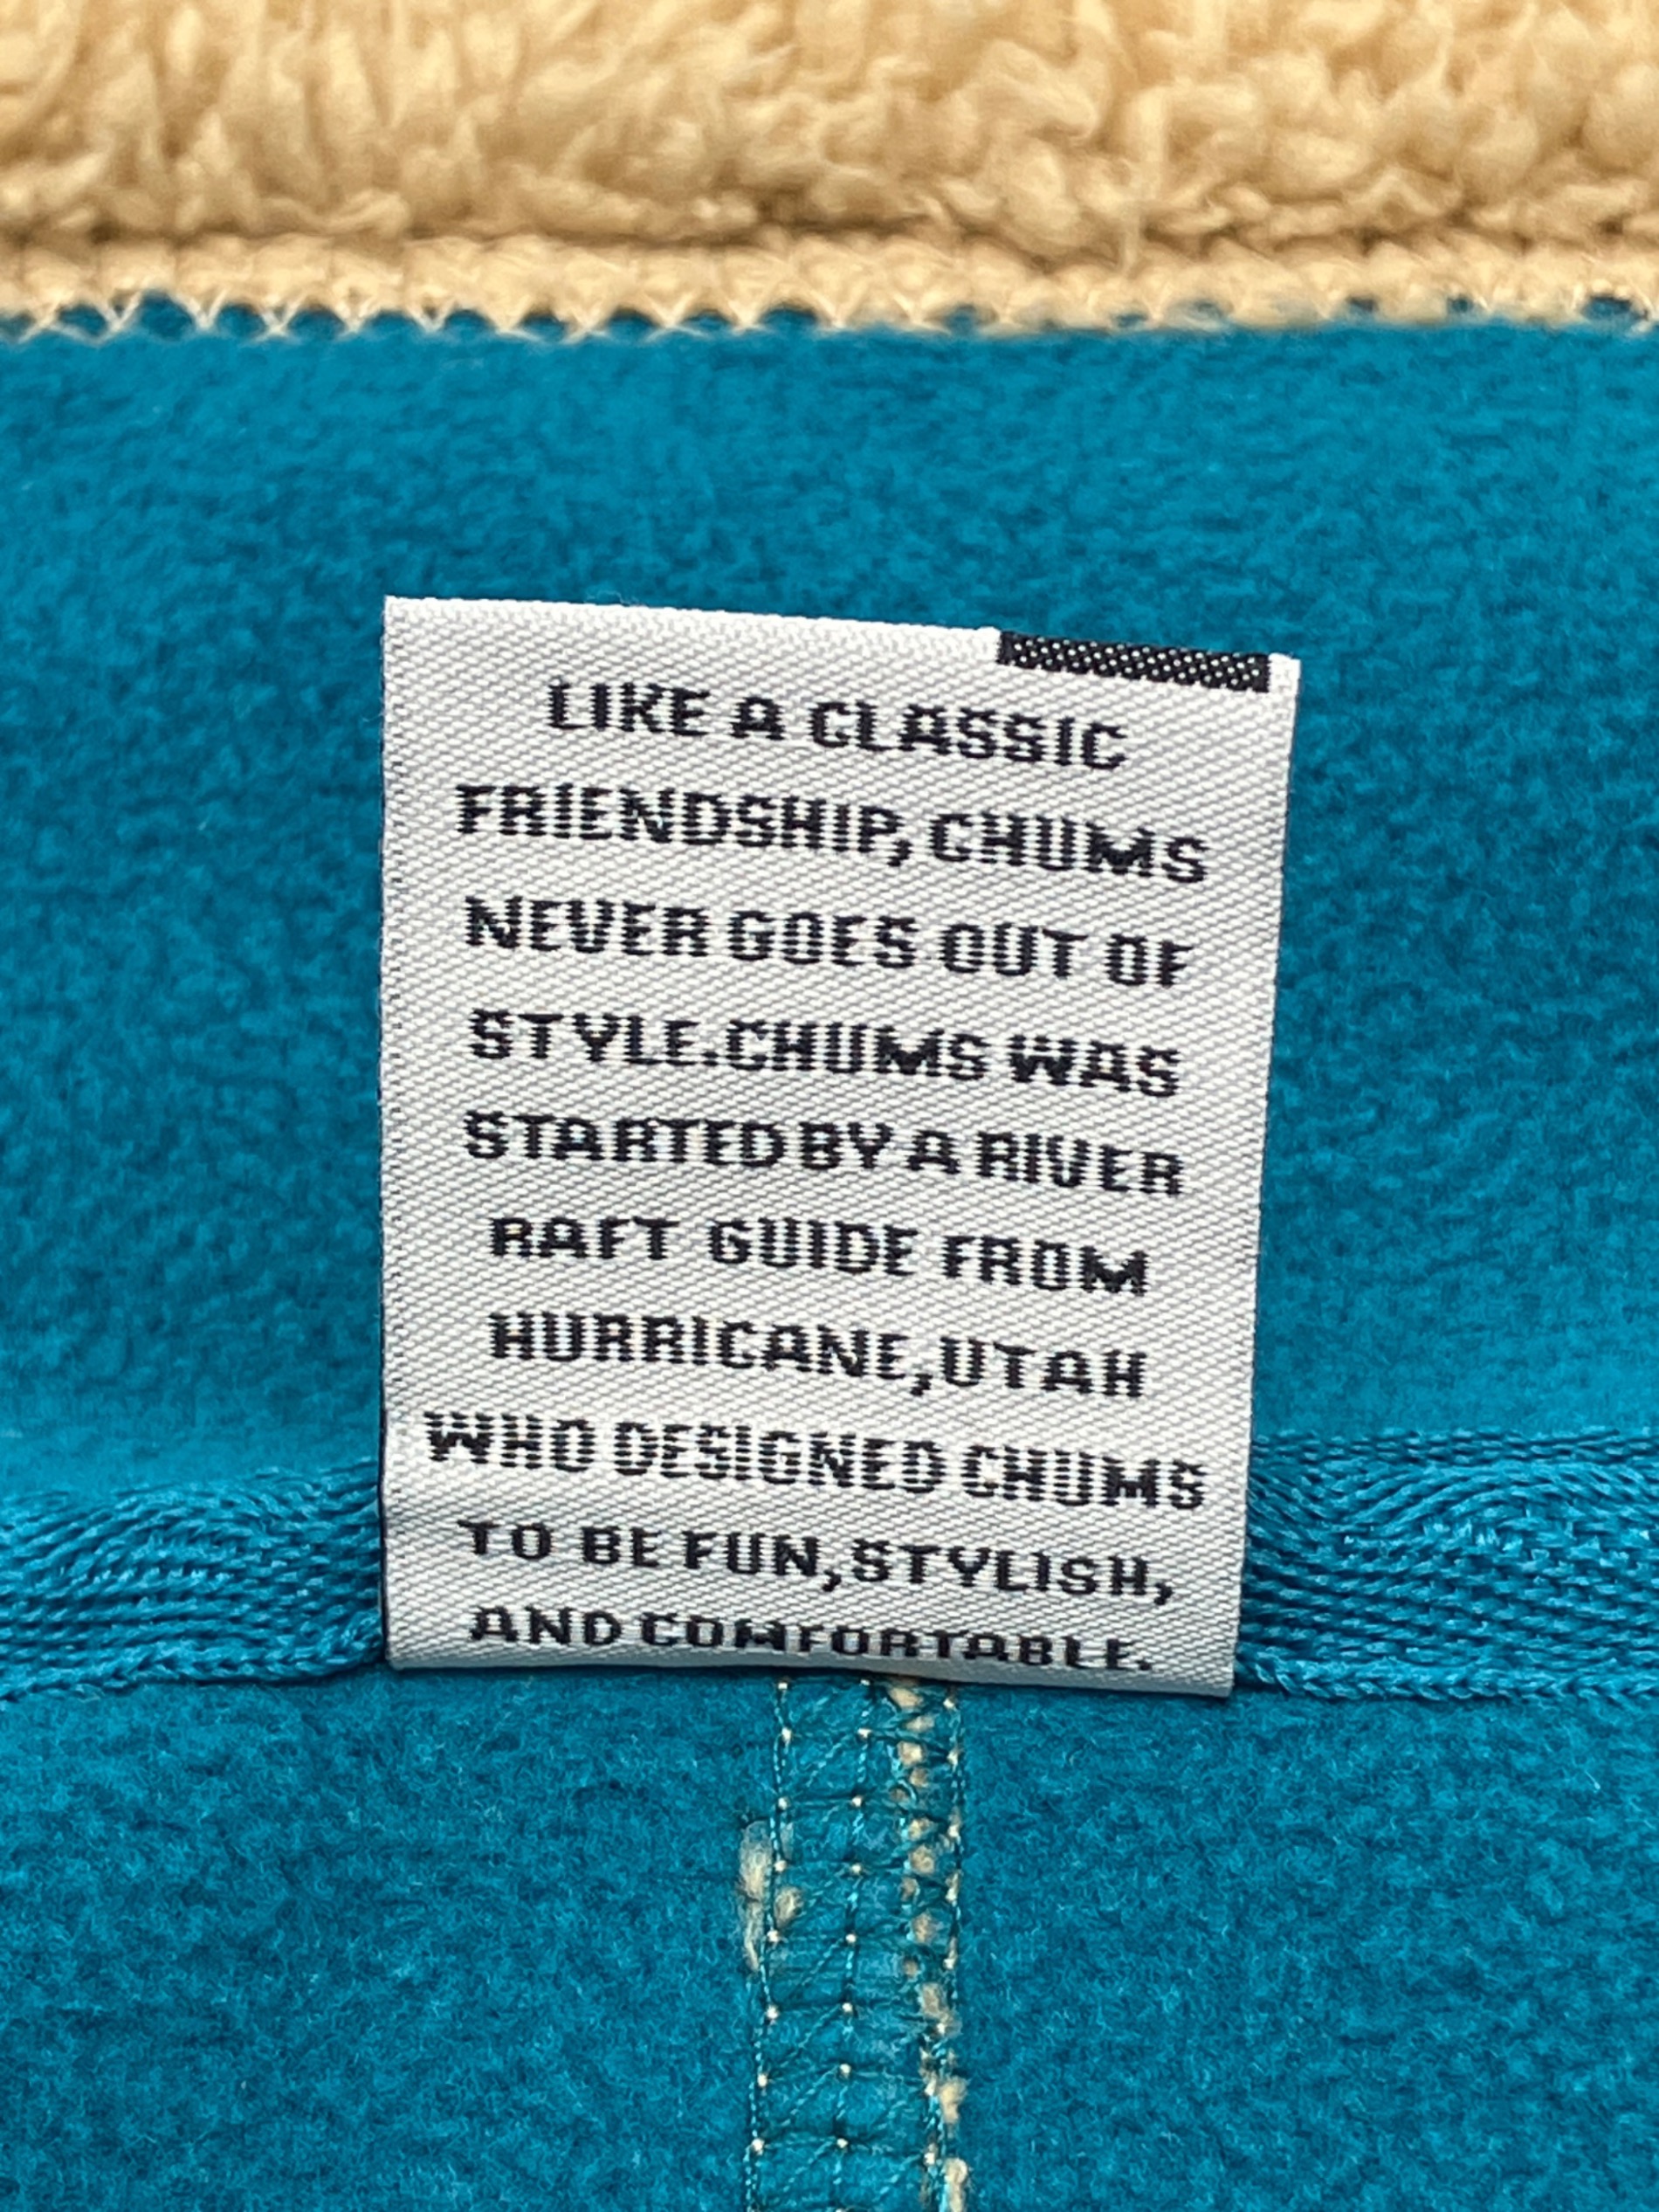 LIKE A CLASSIC
FRIENDSHIP, CHUMS
NEVER GOES OUT OF
STYLE.CHUMS WAS
STARTED BY A RIVER
RAFT GUIDE FROM
HURRICANE,UTAH
WHO DESIGNED CHUMS
TO BE FUN,STYLISH,
AND COMFORTABLE.